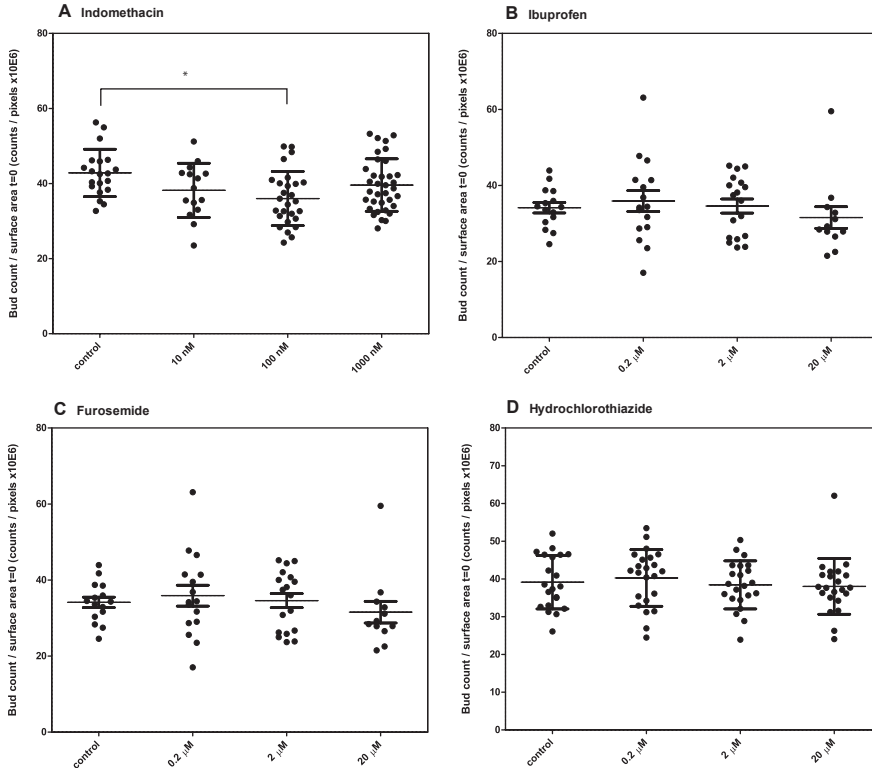 A Indomethacin
Bud count / surface area t=0 (counts / pixels x10E6)
80
60
40
20
0
*
control
10 nM
100 nM
1000 nM
B Ibuprofen
Bud count / surface area t=0 (counts / pixels x10E6)
80
60
40
20
0
control
0.2 µM
2 µM
20 µM
C Furosemide
Bud count / surface area t=0 (counts / pixels x10E6)
80
60
40
20
0
control
0.2 µM
2 µM
20 µM
D Hydrochlorothiazide
Bud count / surface area t=0 (counts / pixels x10E6)
80
70
60
50
40
30
20
10
0
control
0.2 µM
2 µM
20 µM